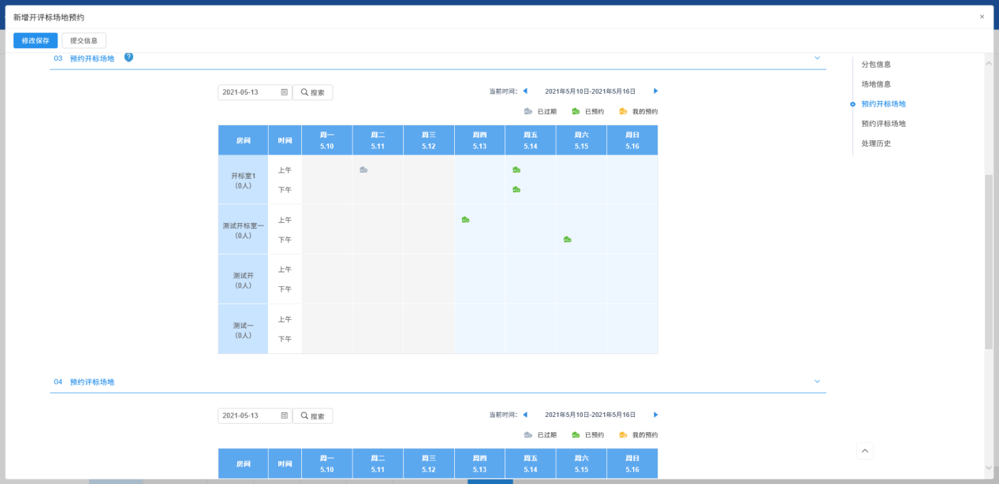 新增开评标场地预约
×
修改保存 提交信息
03 预约开标场地 ?
2021-05-13 搜索 当前时间: 2021年5月10日-2021年5月16日
已过期 已预约 我的预约
房间 时间 周一 周二 周三 周四 周五 周六 周日
5.10 5.11 5.12 5.13 5.14 5.15 5.16
开标室1
(0人)
上午
下午
测试开标室一
(0人)
上午
下午
测试开
(0人)
上午
下午
测试一
(0人)
上午
下午
04 预约评标场地
2021-05-13 搜索 当前时间: 2021年5月10日-2021年5月16日
已过期 已预约 我的预约
房间 时间 周一 周二 周三 周四 周五 周六 周日
5.10 5.11 5.12 5.13 5.14 5.15 5.16
分包信息
场地信息
预约开标场地
预约评标场地
处理历史